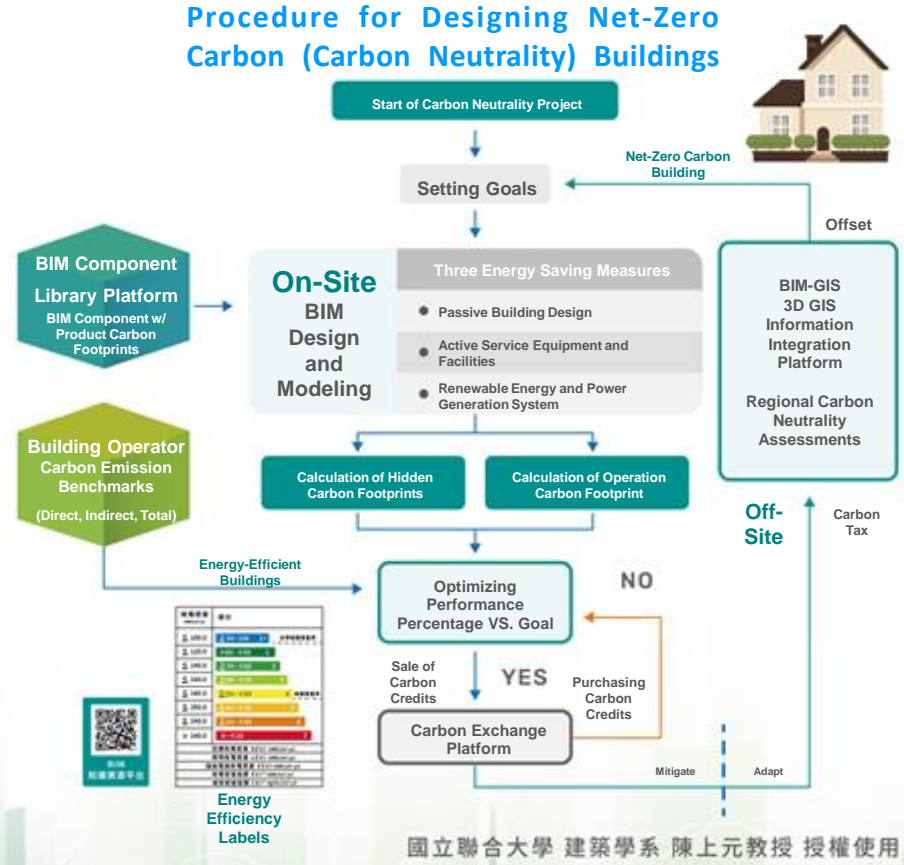 Procedure for Designing Net-Zero
Carbon (Carbon Neutrality) Buildings
Start of Carbon Neutrality Project
Net-Zero Carbon
Building
Setting Goals
Offset
BIM Component
Library Platform
BIM Component w/
Product Carbon
Footprints
On-Site
BIM
Design
and
Modeling
Three Energy Saving Measures
Passive Building Design
Active Service Equipment and
Facilities
Renewable Energy and Power
Generation System
BIM-GIS
3D GIS
Information
Integration
Platform
Regional Carbon
Neutrality
Assessments
Building Operator
Carbon Emission
Benchmarks
(Direct, Indirect, Total)
Calculation of Hidden
Carbon Footprints
Calculation of Operation
Carbon Footprint
Off-
Site
Carbon
Tax
Energy-Efficient
Buildings
Optimizing
Performance
Percentage VS. Goal
NO
Sale of
Carbon
Credits
YES
Purchasing
Carbon
Credits
Carbon Exchange
Platform
Mitigate
Adapt
BIM
Energy
Efficiency
Labels
國立聯合大學 建築學系 陳上元教授 授權使用